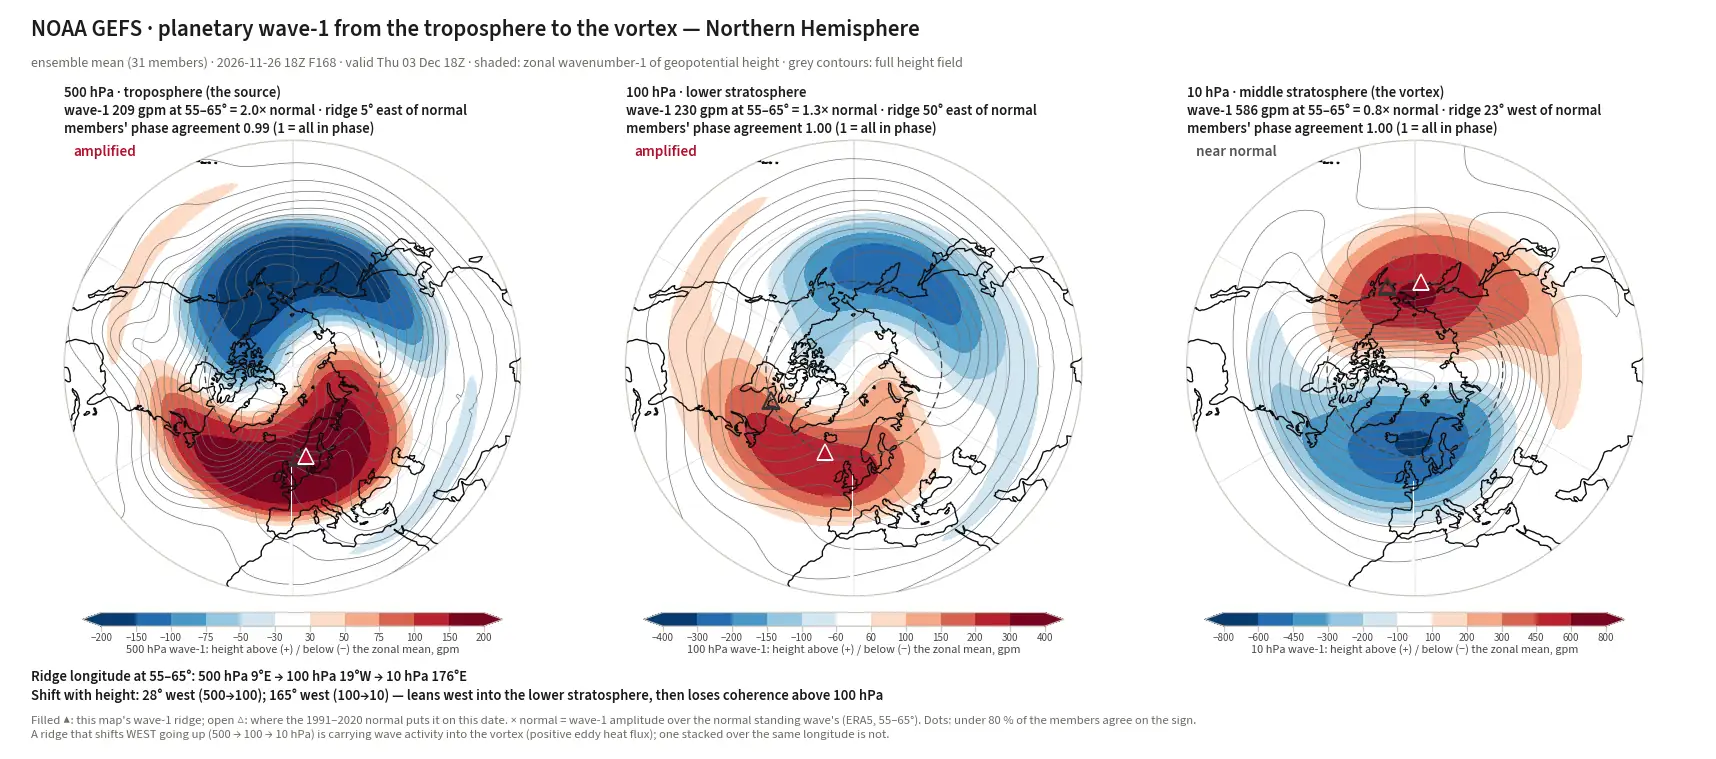 NOAA GEFS · planetary wave-1 from the troposphere to the vortex — Northern Hemisphere
ensemble mean (31 members) · 2026-11-26 18Z F168 · valid Thu 03 Dec 18Z · shaded: zonal wavenumber-1 of geopotential height · grey contours: full height field
500 hPa · troposphere (the source)
wave-1 209 gpm at 55–65° = 2.0× normal · ridge 5° east of normal
members' phase agreement 0.99 (1 = all in phase)
amplified
100 hPa · lower stratosphere
wave-1 230 gpm at 55–65° = 1.3× normal · ridge 50° east of normal
members' phase agreement 1.00 (1 = all in phase)
amplified
10 hPa · middle stratosphere (the vortex)
wave-1 586 gpm at 55–65° = 0.8× normal · ridge 23° west of normal
members' phase agreement 1.00 (1 = all in phase)
near normal
−200 −150 −100 −75 −50 −30 30 50 75 100 150 200
500 hPa wave-1: height above (+) / below (−) the zonal mean, gpm
−400 −300 −200 −150 −100 −60 60 100 150 200 300 400
100 hPa wave-1: height above (+) / below (−) the zonal mean, gpm
−800 −600 −450 −300 −200 −100 100 200 300 450 600 800
10 hPa wave-1: height above (+) / below (−) the zonal mean, gpm
Ridge longitude at 55–65°: 500 hPa 9°E → 100 hPa 19°W → 10 hPa 176°E
Shift with height: 28° west (500→100); 165° west (100→10) — leans west into the lower stratosphere, then loses coherence above 100 hPa
Filled ▲: this map's wave-1 ridge; open △: where the 1991–2020 normal puts it on this date. × normal = wave-1 amplitude over the normal standing wave's (ERA5, 55–65°). Dots: under 80 % of the members agree on the sign.
A ridge that shifts WEST going up (500 → 100 → 10 hPa) is carrying wave activity into the vortex (positive eddy heat flux); one stacked over the same longitude is not.